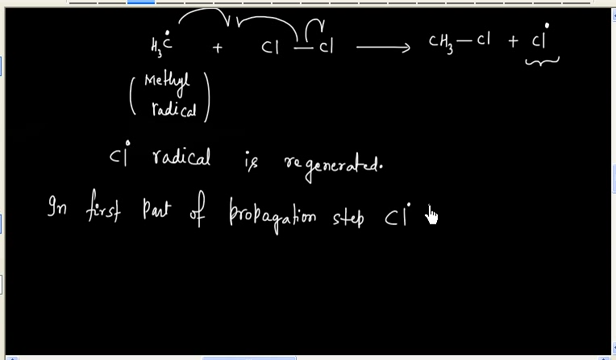 H₃C• + Cl—Cl ⟶ CH₃—Cl + Cl•
(Methyl
radical)
Cl• radical is regenerated.
In first part of propagation step Cl•